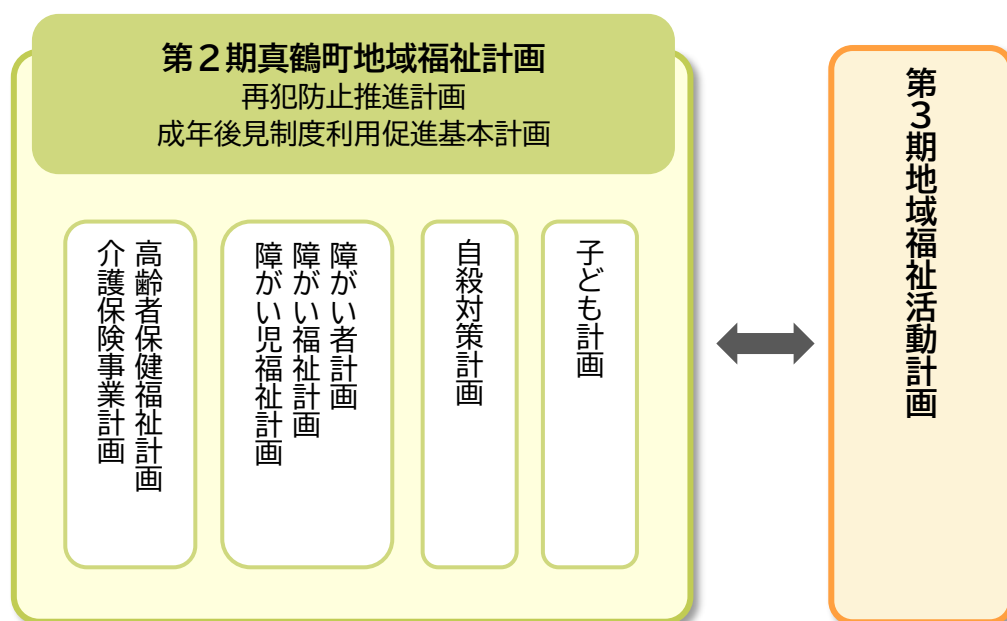 第２期真鶴町地域福祉計画
再犯防止推進計画
成年後見制度利用促進基本計画
高齢者保健福祉計画
介護保険事業計画
障がい者計画
障がい福祉計画
障がい児福祉計画
自殺対策計画
子ども計画
第３期地域福祉活動計画